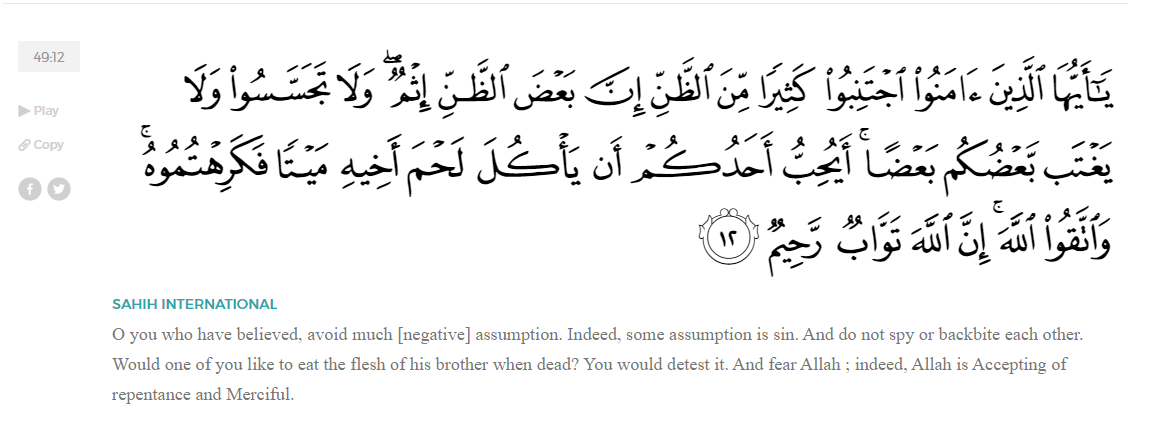 49:12
Play
Copy
يَـٰٓأَيُّهَا ٱلَّذِينَ ءَامَنُوا۟ ٱجْتَنِبُوا۟ كَثِيرًا مِّنَ ٱلظَّنِّ إِنَّ بَعْضَ ٱلظَّنِّ إِثْمٌ ۖ وَلَا تَجَسَّسُوا۟ وَلَا
يَغْتَب بَّعْضُكُم بَعْضًا ۚ أَيُحِبُّ أَحَدُكُمْ أَن يَأْكُلَ لَحْمَ أَخِيهِ مَيْتًا فَكَرِهْتُمُوهُ ۚ
وَٱتَّقُوا۟ ٱللَّهَ ۚ إِنَّ ٱللَّهَ تَوَّابٌ رَّحِيمٌ ١٢
SAHIH INTERNATIONAL
O you who have believed, avoid much [negative] assumption. Indeed, some assumption is sin. And do not spy or backbite each other.
Would one of you like to eat the flesh of his brother when dead? You would detest it. And fear Allah ; indeed, Allah is Accepting of
repentance and Merciful.